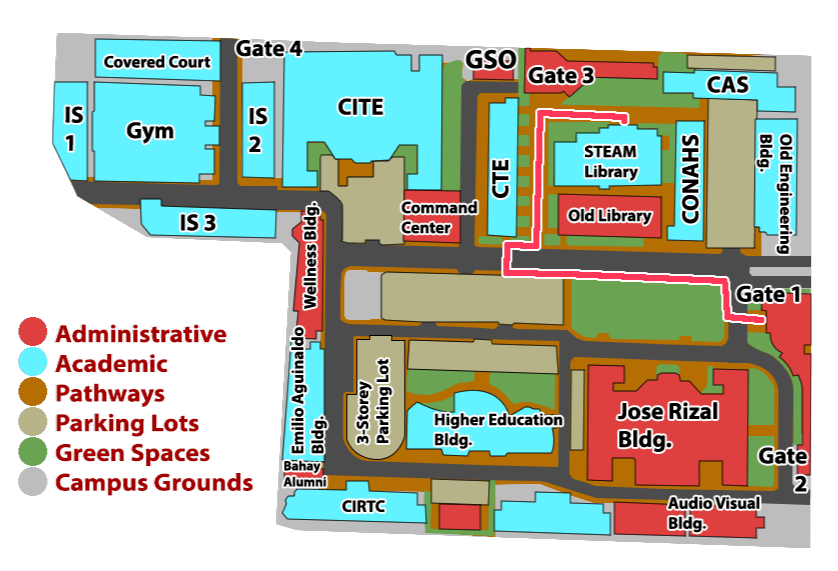 Covered Court
Gate 4
GSO
Gate 3
CAS
IS
1
Gym
IS
2
CITE
CTE
STEAM
Library
CONAHS
Old Engineering
Bldg.
IS 3
Wellness Bldg.
Command
Center
Old Library
Gate 1
Administrative
Academic
Pathways
Parking Lots
Green Spaces
Campus Grounds
Emilio Aguinaldo
Bldg.
3-Storey
Parking Lot
Higher Education
Bldg.
Jose Rizal
Bldg.
Gate
2
Bahay
Alumni
CIRTC
Audio Visual
Bldg.